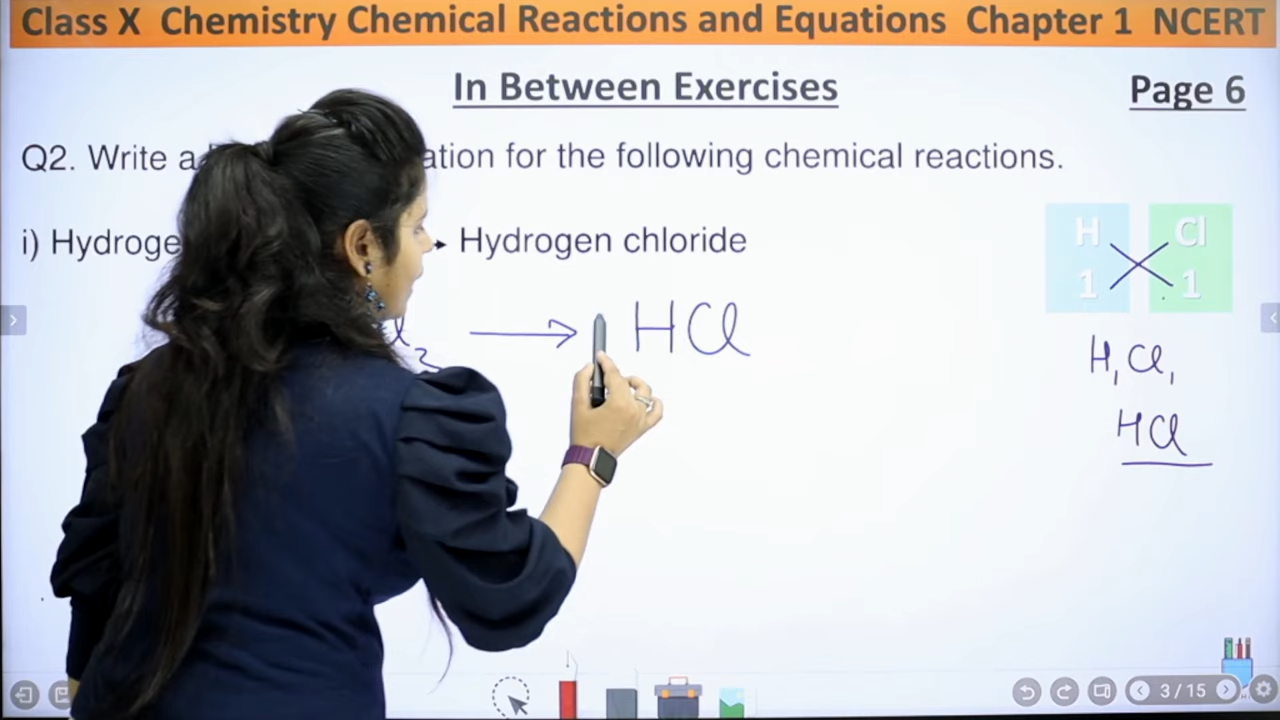 Class X Chemistry Chemical Reactions and Equations Chapter 1 NCERT
In Between Exercises
Page 6
Q2. Write a ation for the following chemical reactions.
i) Hydroge → Hydrogen chloride
H Cl
1 1
l₂ → HCl
H₁Cl₁
HCl
3 / 15